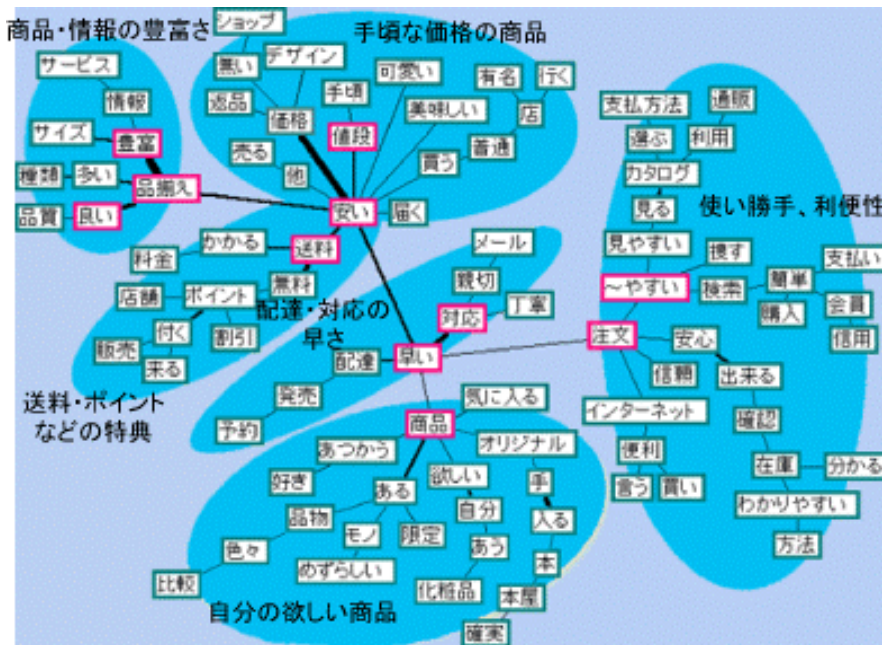 商品・情報の豊富さ
手頃な価格の商品
サービス
情報
サイズ
豊富
種類
多い
品揃え
品質
良い
ショップ
無い
デザイン
返品
価格
手頃
可愛い
有名
行く
値段
美味しい
店
売る
買う
普通
他
安い
届く
かかる
送料
料金
無料
店舗
ポイント
付く
販売
割引
来る
送料・ポイント
などの特典
配達・対応の
早さ
メール
親切
対応
丁寧
配達
早い
発売
予約
支払方法
通販
選ぶ
利用
カタログ
見る
使い勝手、利便性
見やすい
捜す
支払い
~やすい
検索
簡単
購入
会員
信用
注文
安心
信頼
出来る
インターネット
確認
便利
在庫
分かる
言う
買い
わかりやすい
方法
気に入る
商品
オリジナル
あつかう
好き
欲しい
手
ある
品物
自分
入る
モノ
限定
色々
あう
本
めずらしい
比較
化粧品
本屋
自分の欲しい商品
確実